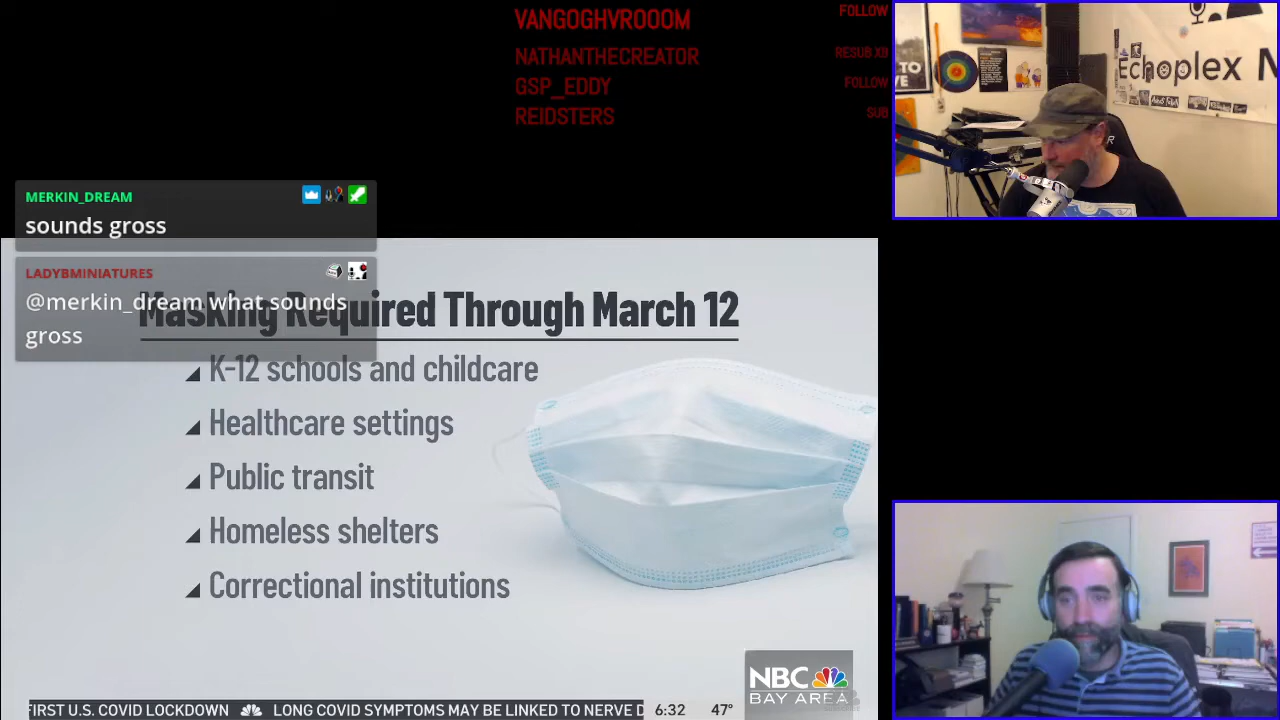 VANGOGHVROOOM FOLLOW
NATHANTHECREATOR RESUB X8
GSP_EDDY FOLLOW
REIDSTERS SUB
Echoplex N
MERKIN_DREAM
sounds gross
LADYBMINIATURES
@merkin_dream what sounds
gross
Masking Required Through March 12
K-12 schools and childcare
Healthcare settings
Public transit
Homeless shelters
Correctional institutions
NBC
BAY AREA
FIRST U.S. COVID LOCKDOWN LONG COVID SYMPTOMS MAY BE LINKED TO NERVE D 6:32 47°